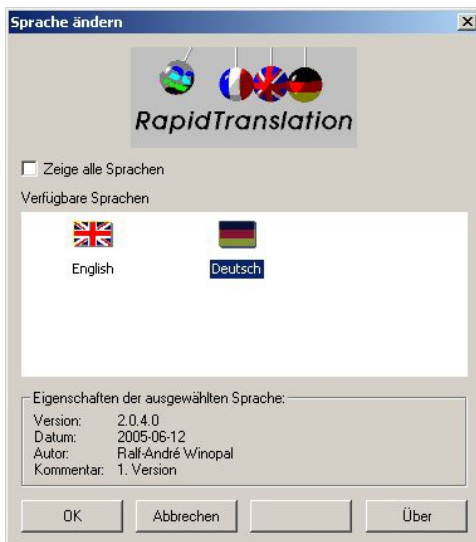 Sprache ändern
RapidTranslation
Zeige alle Sprachen
Verfügbare Sprachen
English Deutsch
Eigenschaften der ausgewählten Sprache:
Version: 2.0.4.0
Datum: 2005-06-12
Autor: Ralf-André Winopal
Kommentar: 1. Version
OK Abbrechen Über